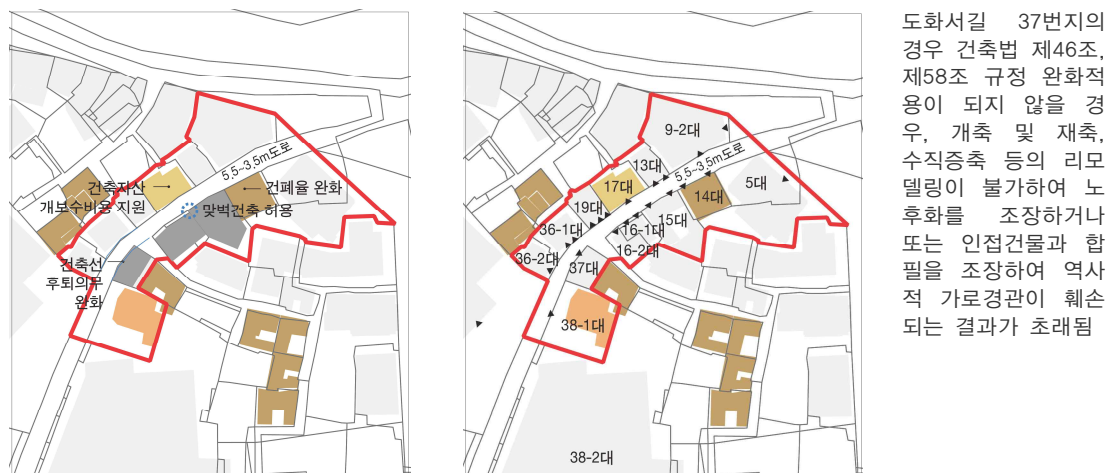 5.5~3.5m도로
건축자산
개보수비용 지원
건폐율 완화
맞벽건축 허용
건축선
후퇴의무
완화
9-2대
5.5~3.5m도로
13대
17대
5대
14대
19대
15대
36-1대
16-1대
16-2대
36-2대
37대
38-1대
38-2대
도화서길 37번지의
경우 건축법 제46조,
제58조 규정 완화적
용이 되지 않을 경
우, 개축 및 재축,
수직증축 등의 리모
델링이 불가하여 노
후화를 조장하거나
또는 인접건물과 합
필을 조장하여 역사
적 가로경관이 훼손
되는 결과가 초래됨